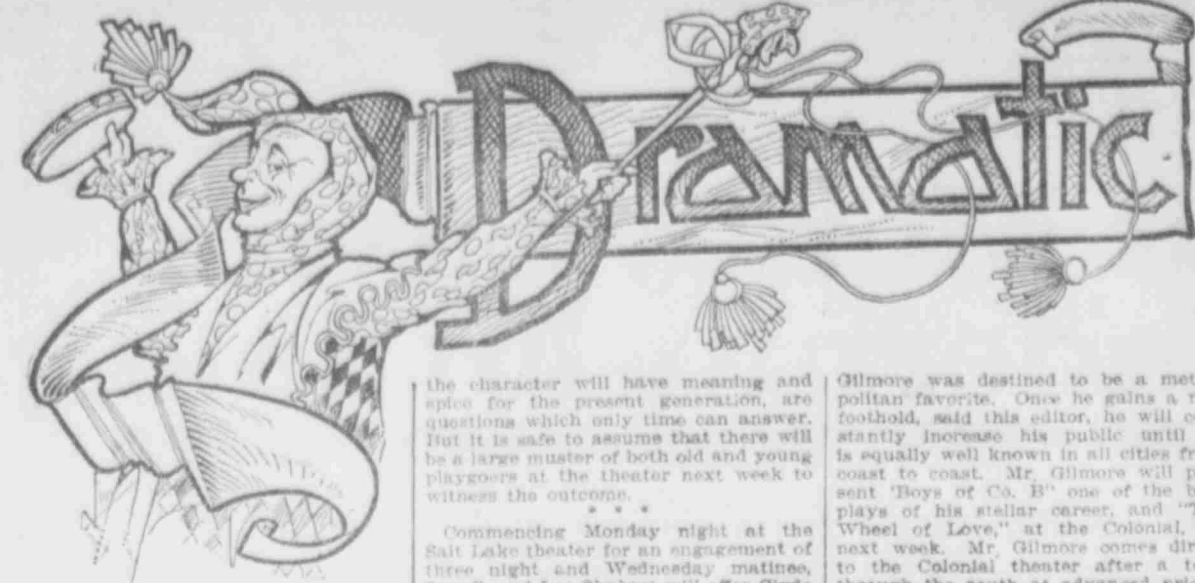 Dramatic
the character will have meaning and
spice for the present generation, are
questions which only time can answer.
But it is safe to assume that there will
be a large muster of both old and young
playgoers at the theater next week to
witness the outcome.
* * *
Commencing Monday night at the
Salt Lake theater for an engagement of
three night and Wednesday matinee,
Gilmore was destined to be a met
politan favorite. Once he gains a
foothold, said this editor, he will
stantly increase his public until
is equally well known in all cities fr
coast to coast. Mr. Gilmore will p
sent 'Boys of Co. B" one of the b
plays of his stellar career, and "T
Wheel of Love," at the Colonial,
next week. Mr. Gilmore comes dir
to the Colonial theater after a t